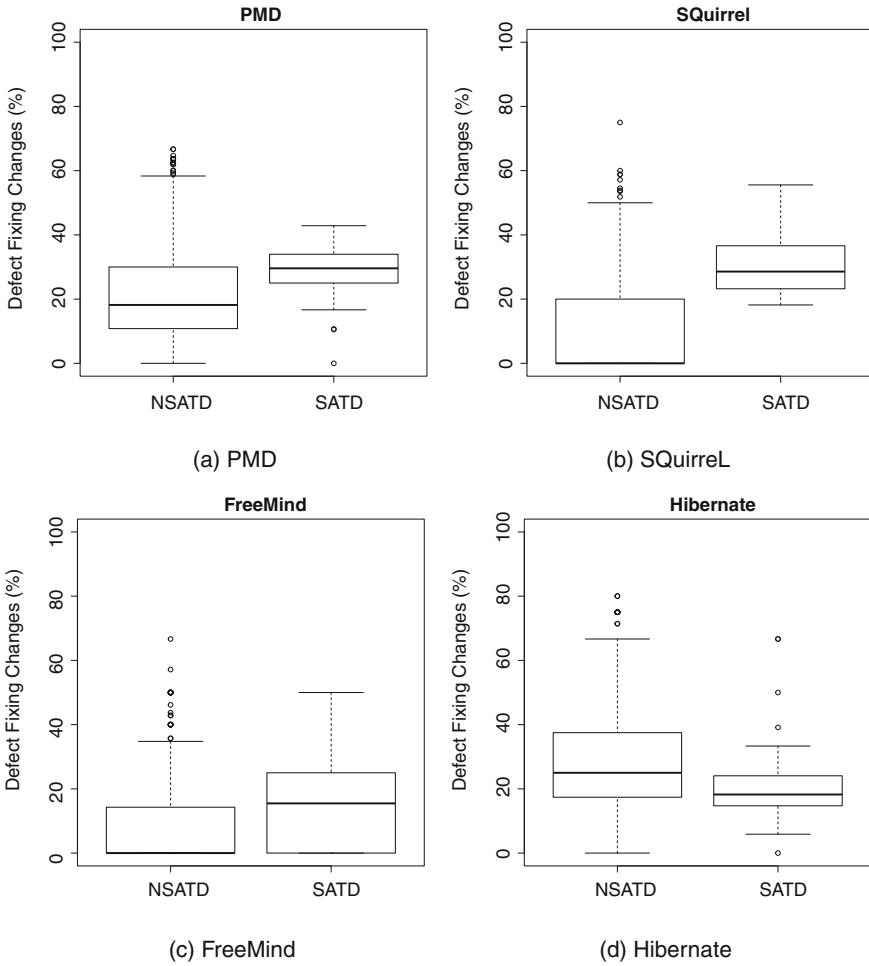 PMD
Defect Fixing Changes (%)
0 20 40 60 80 100
NSATD SATD
(a) PMD
SQuirrel
Defect Fixing Changes (%)
0 20 40 60 80 100
NSATD SATD
(b) SQuirreL
FreeMind
Defect Fixing Changes (%)
0 20 40 60 80 100
NSATD SATD
(c) FreeMind
Hibernate
Defect Fixing Changes (%)
0 20 40 60 80 100
NSATD SATD
(d) Hibernate